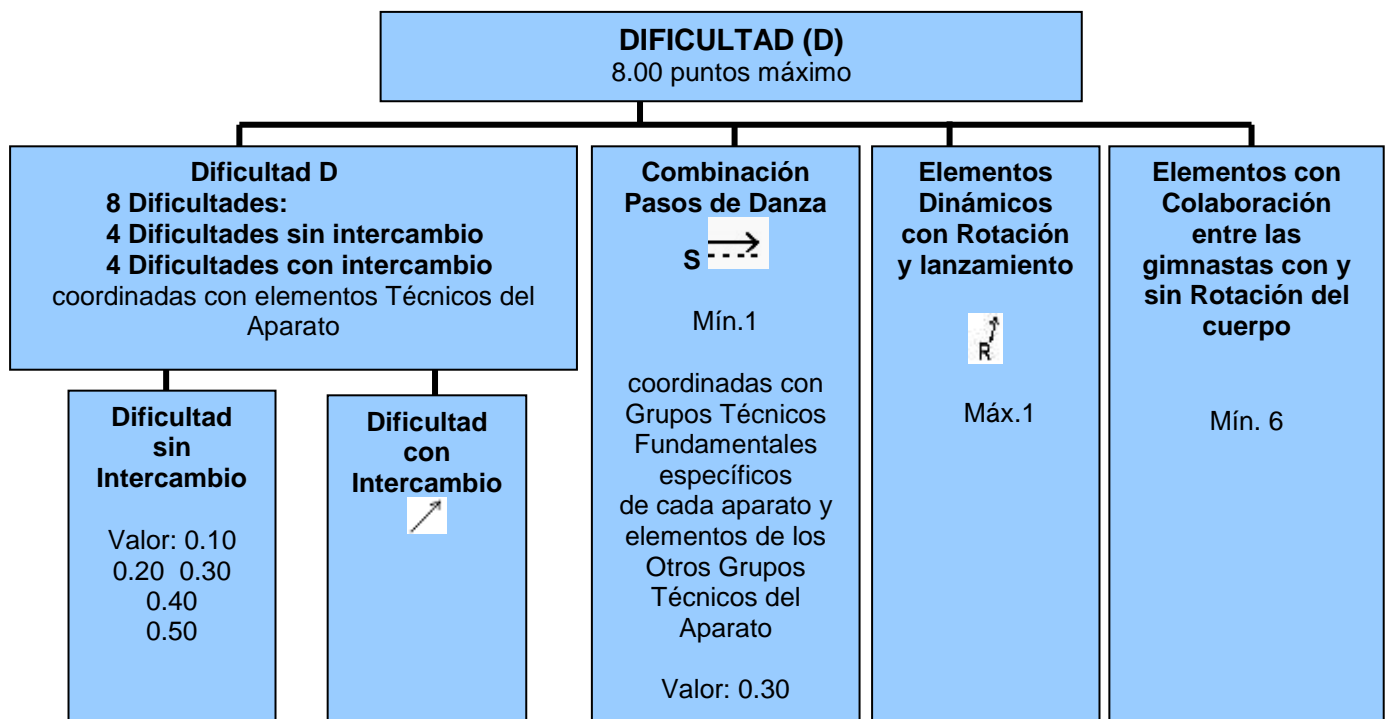 DIFICULTAD (D)
8.00 puntos máximo
Dificultad D
8 Dificultades:
4 Dificultades sin intercambio
4 Dificultades con intercambio
coordinadas con elementos Técnicos del
Aparato
Dificultad
sin
Intercambio
Valor: 0.10
0.20 0.30
0.40
0.50
Dificultad
con
Intercambio
Combinación
Pasos de Danza
S
Mín.1
coordinadas con
Grupos Técnicos
Fundamentales
específicos
de cada aparato y
elementos de los
Otros Grupos
Técnicos del
Aparato
Valor: 0.30
Elementos
Dinámicos
con Rotación
y lanzamiento
R
Máx.1
Elementos con
Colaboración
entre las
gimnastas con y
sin Rotación del
cuerpo
Mín. 6